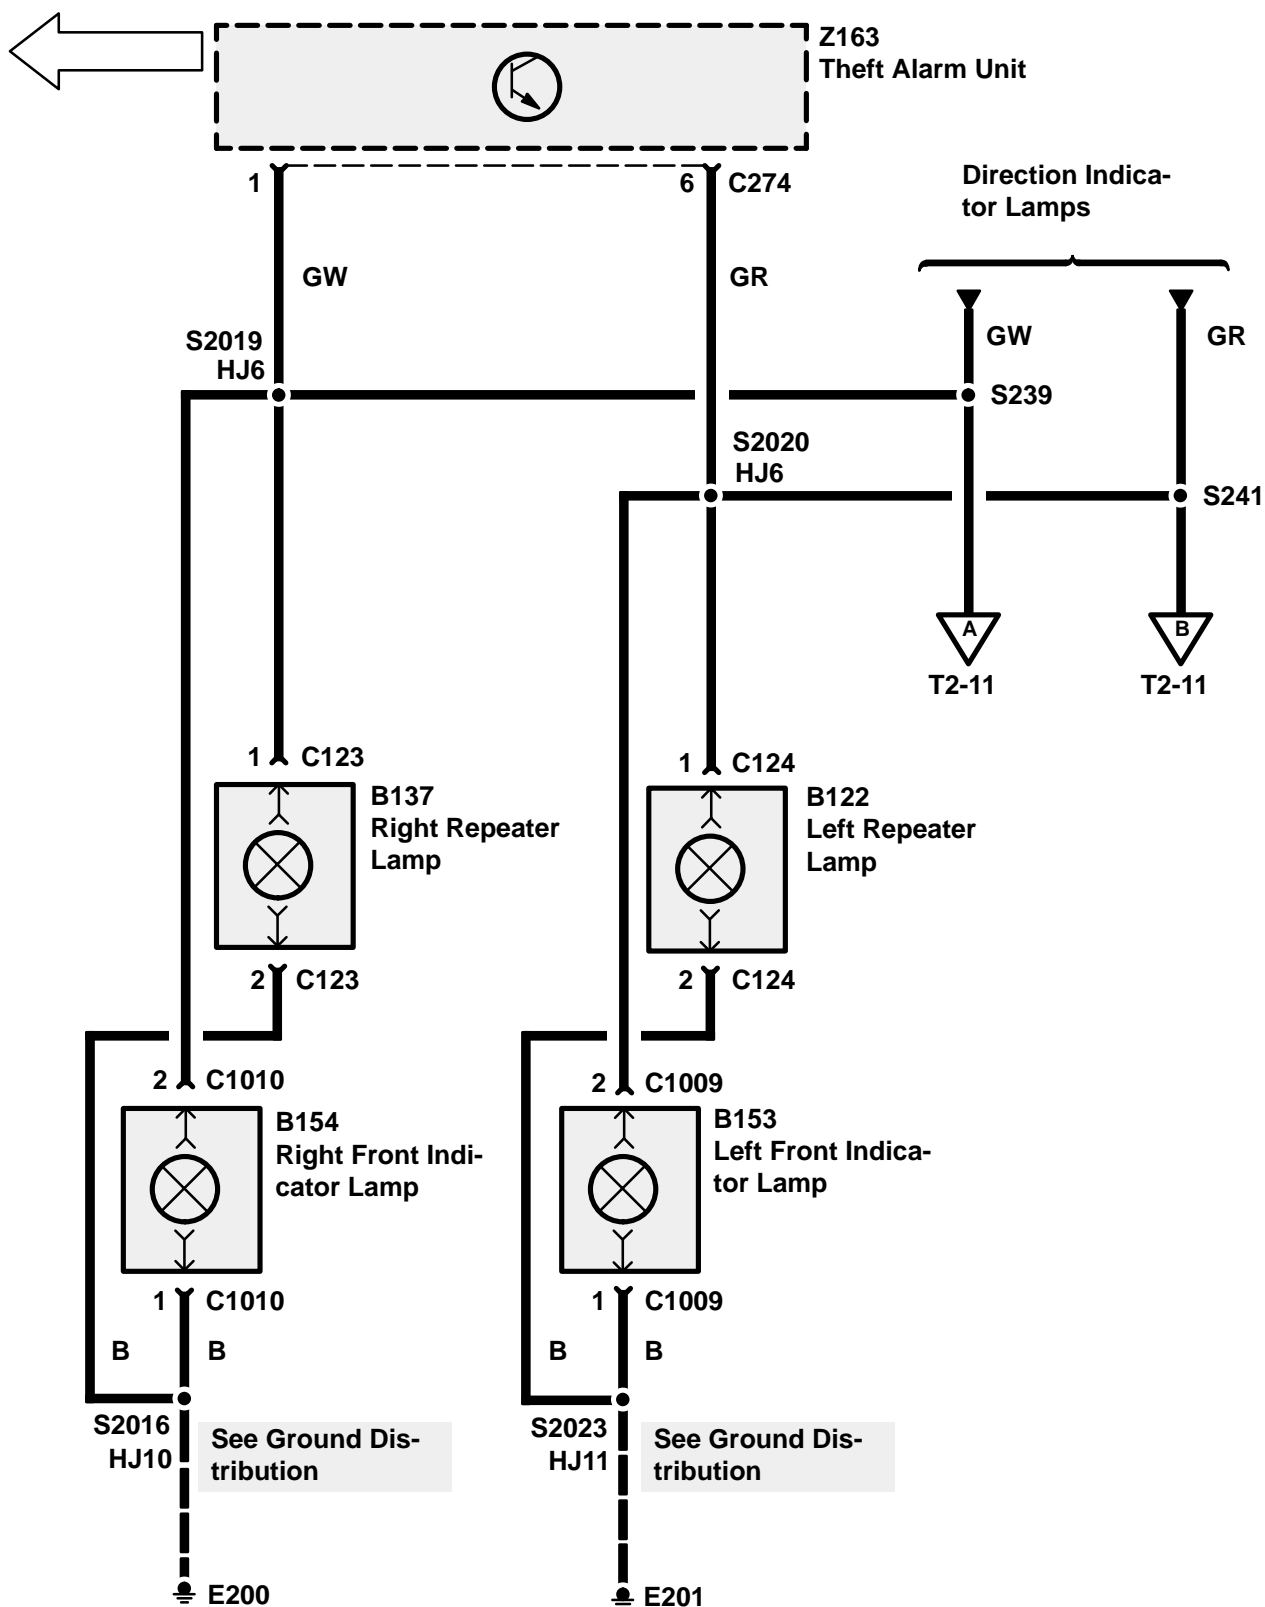 Z163
Theft Alarm Unit
1
6
C274
Direction Indica-
tor Lamps
GW
GR
GW
GR
S2019
HJ6
S239
S2020
HJ6
S241
A
B
T2-11
T2-11
1
C123
1
C124
B137
Right Repeater
Lamp
B122
Left Repeater
Lamp
2
C123
2
C124
2
C1010
2
C1009
B154
Right Front Indi-
cator Lamp
B153
Left Front Indica-
tor Lamp
1
C1010
1
C1009
B
B
B
B
S2016
HJ10
See Ground Dis-
tribution
S2023
HJ11
See Ground Dis-
tribution
E200
E201